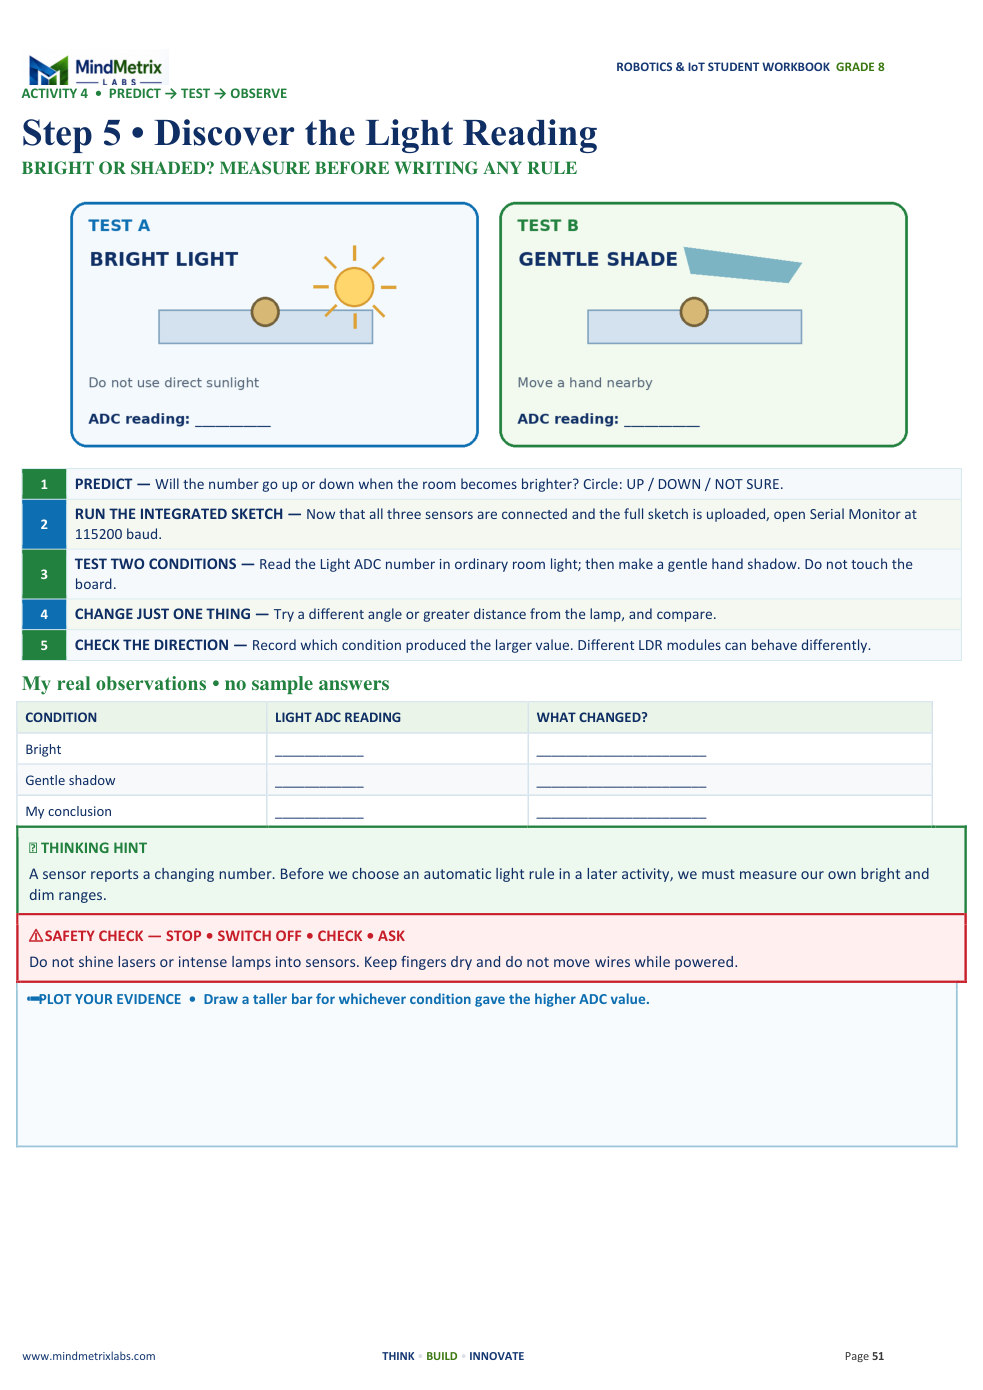 MindMetrix
LABS
ROBOTICS & IoT STUDENT WORKBOOK GRADE 8
ACTIVITY 4 • PREDICT → TEST → OBSERVE
Step 5 • Discover the Light Reading
BRIGHT OR SHADED? MEASURE BEFORE WRITING ANY RULE
TEST A
BRIGHT LIGHT
Do not use direct sunlight
ADC reading: __________
TEST B
GENTLE SHADE
Move a hand nearby
ADC reading: __________
1 PREDICT — Will the number go up or down when the room becomes brighter? Circle: UP / DOWN / NOT SURE.
2 RUN THE INTEGRATED SKETCH — Now that all three sensors are connected and the full sketch is uploaded, open Serial Monitor at
115200 baud.
3 TEST TWO CONDITIONS — Read the Light ADC number in ordinary room light; then make a gentle hand shadow. Do not touch the
board.
4 CHANGE JUST ONE THING — Try a different angle or greater distance from the lamp, and compare.
5 CHECK THE DIRECTION — Record which condition produced the larger value. Different LDR modules can behave differently.
My real observations • no sample answers
CONDITION LIGHT ADC READING WHAT CHANGED?
Bright ____________ _______________________
Gentle shadow ____________ _______________________
My conclusion ____________ _______________________
THINKING HINT
A sensor reports a changing number. Before we choose an automatic light rule in a later activity, we must measure our own bright and
dim ranges.
⚠SAFETY CHECK — STOP • SWITCH OFF • CHECK • ASK
Do not shine lasers or intense lamps into sensors. Keep fingers dry and do not move wires while powered.
PLOT YOUR EVIDENCE • Draw a taller bar for whichever condition gave the higher ADC value.
www.mindmetrixlabs.com THINK • BUILD • INNOVATE Page 51